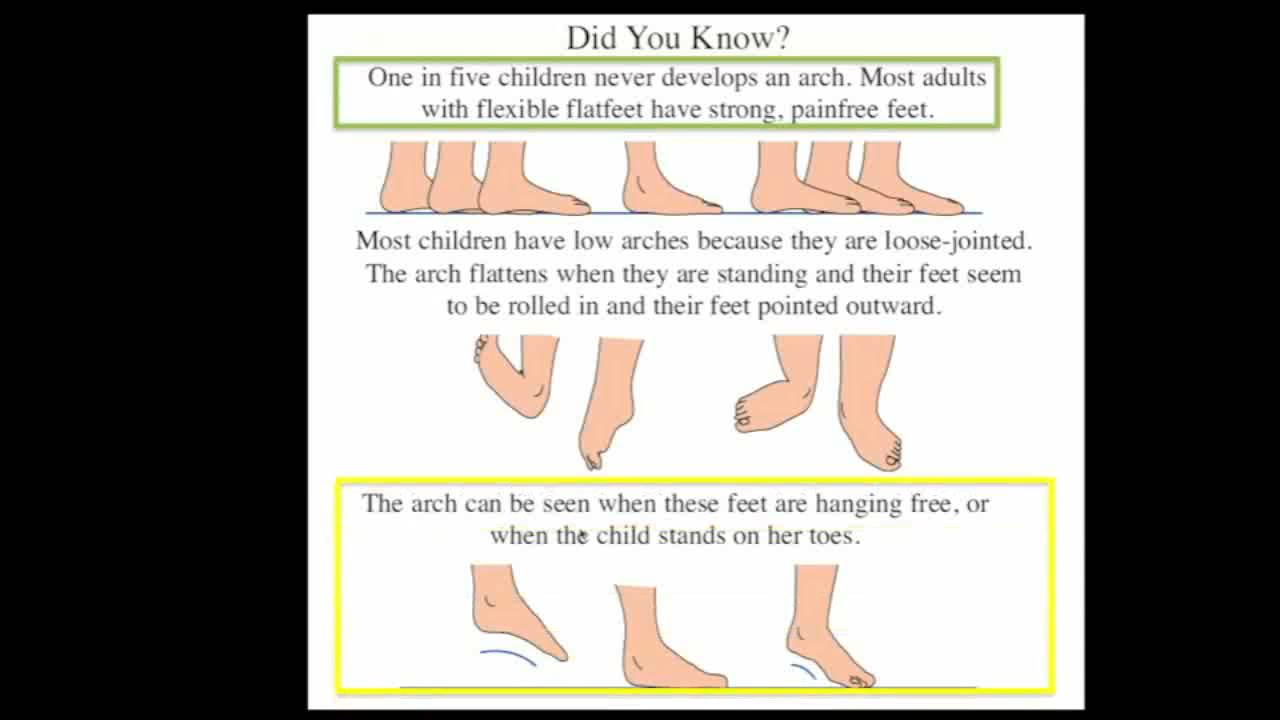 Did You Know?
One in five children never develops an arch. Most adults
with flexible flatfeet have strong, painfree feet.
Most children have low arches because they are loose-jointed.
The arch flattens when they are standing and their feet seem
to be rolled in and their feet pointed outward.
The arch can be seen when these feet are hanging free, or
when the child stands on her toes.